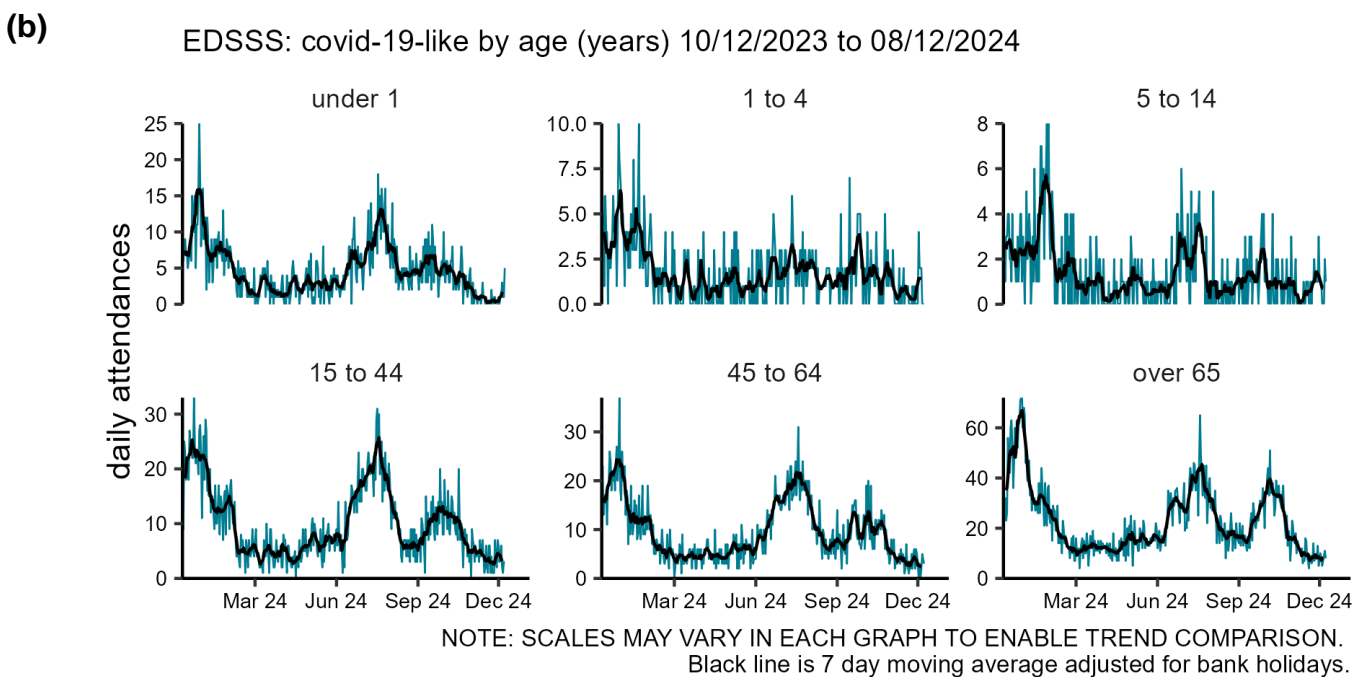 (b)
EDSSS: covid-19-like by age (years) 10/12/2023 to 08/12/2024
daily attendances
under 1
25
20
15
10
5
0
1 to 4
10.0
7.5
5.0
2.5
0.0
5 to 14
8
6
4
2
0
15 to 44
30
20
10
0
Mar 24 Jun 24 Sep 24 Dec 24
45 to 64
30
20
10
0
Mar 24 Jun 24 Sep 24 Dec 24
over 65
60
40
20
0
Mar 24 Jun 24 Sep 24 Dec 24
NOTE: SCALES MAY VARY IN EACH GRAPH TO ENABLE TREND COMPARISON.
Black line is 7 day moving average adjusted for bank holidays.